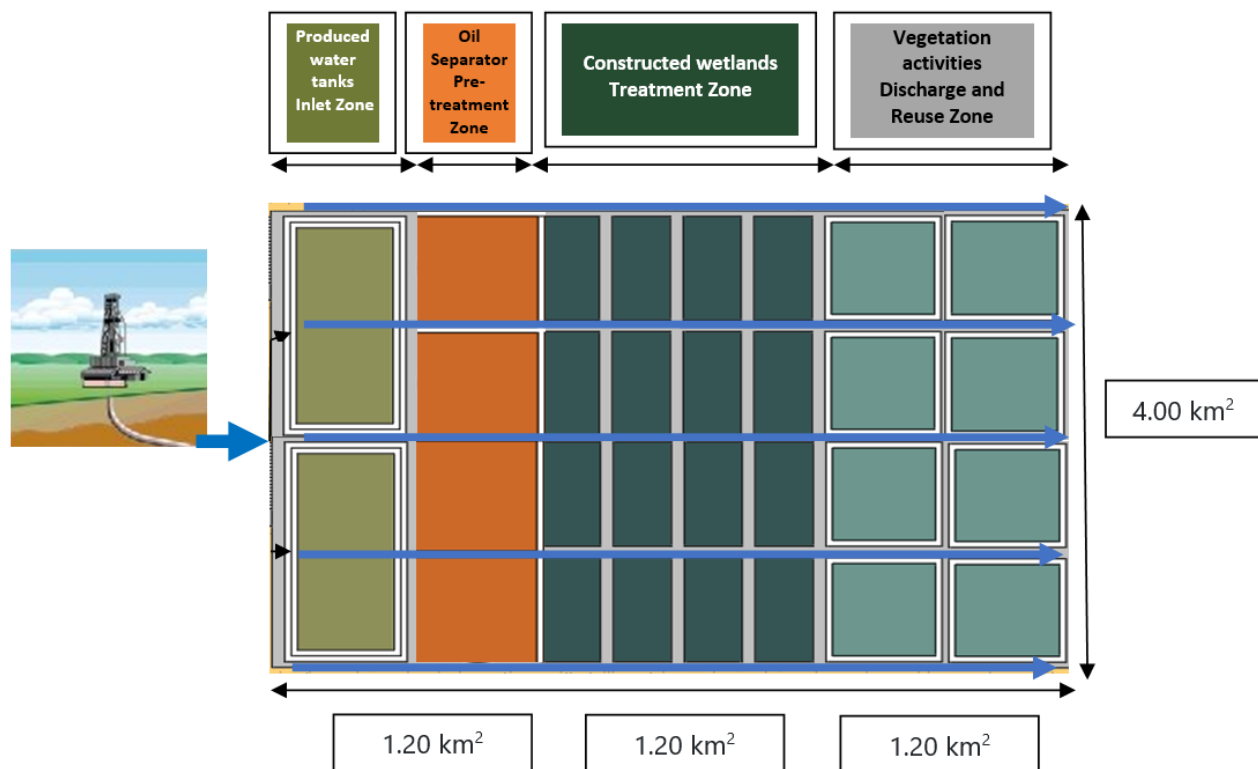 Produced
water
tanks
Inlet Zone
Oil
Separator
Pre-
treatment
Zone
Constructed wetlands
Treatment Zone
Vegetation
activities
Discharge and
Reuse Zone
4.00 km²
1.20 km²
1.20 km²
1.20 km²